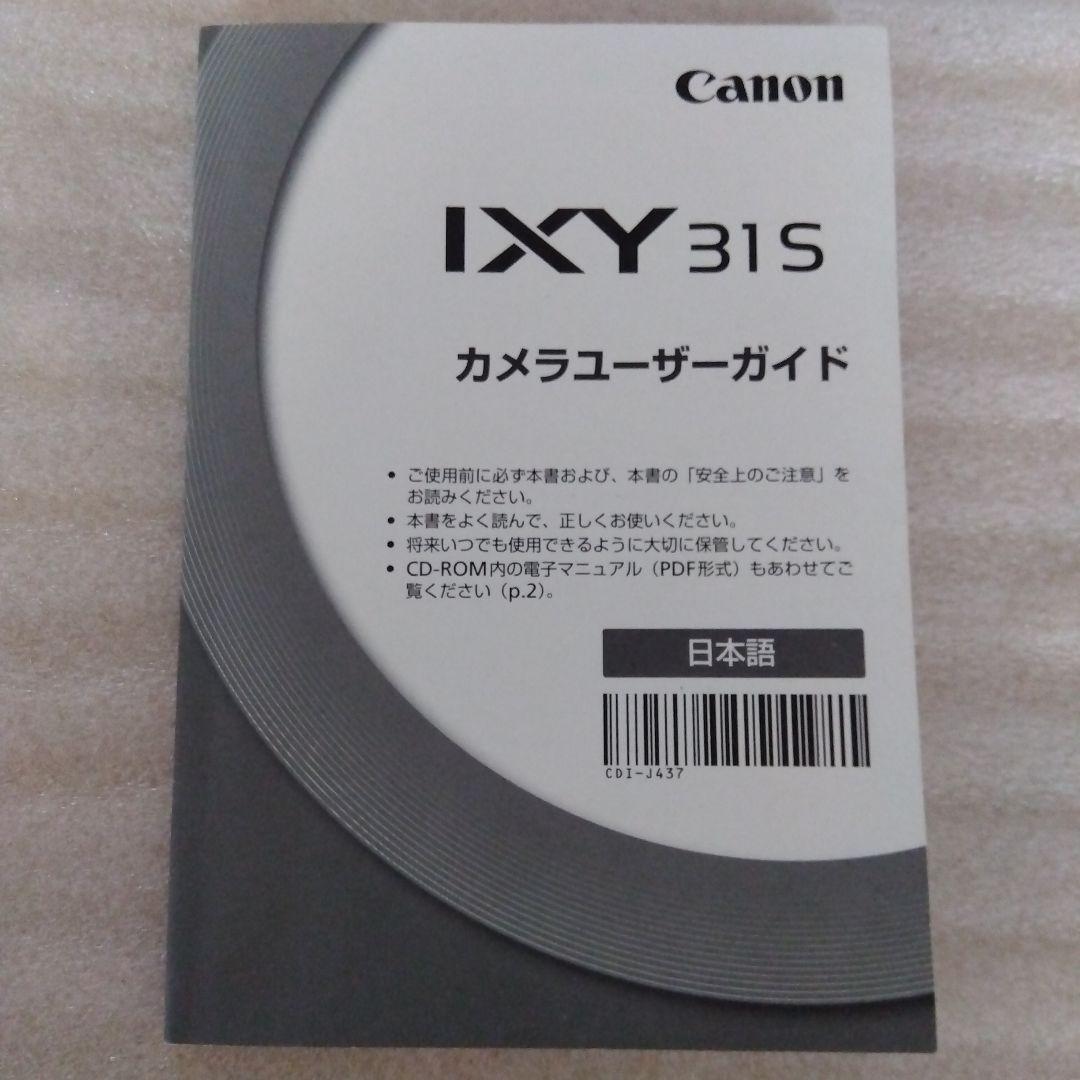 Canon
IXY 31S
カメラユーザーガイド
• ご使用前に必ず本書および、本書の「安全上のご注意」を
お読みください。
• 本書をよく読んで、正しくお使いください。
• 将来いつでも使用できるように大切に保管してください。
• CD-ROM内の電子マニュアル（PDF形式）もあわせてご
覧ください（p.2）。
日本語
CDI-J437